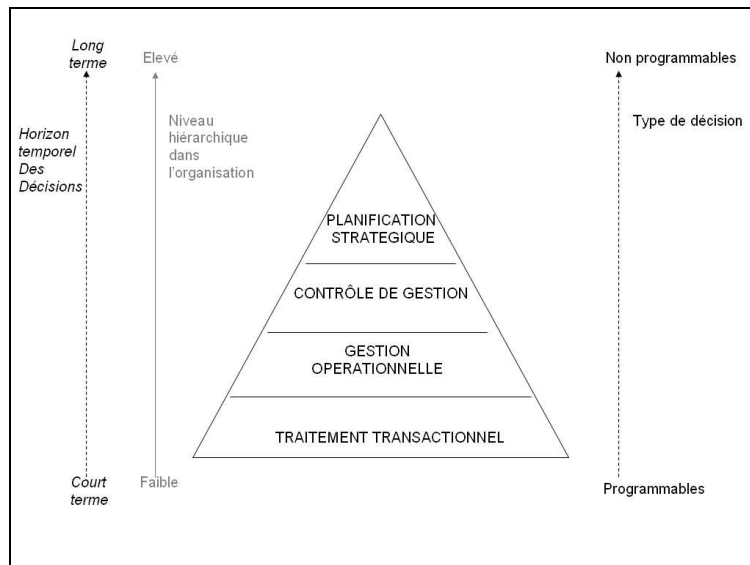 Long
terme
Elevé
Non programmables
Horizon
temporel
Des
Décisions
Niveau
hiérarchique
dans
l'organisation
Type de décision
PLANIFICATION
STRATEGIQUE
CONTRÔLE DE GESTION
GESTION
OPERATIONNELLE
TRAITEMENT TRANSACTIONNEL
Court
terme
Faible
Programmables